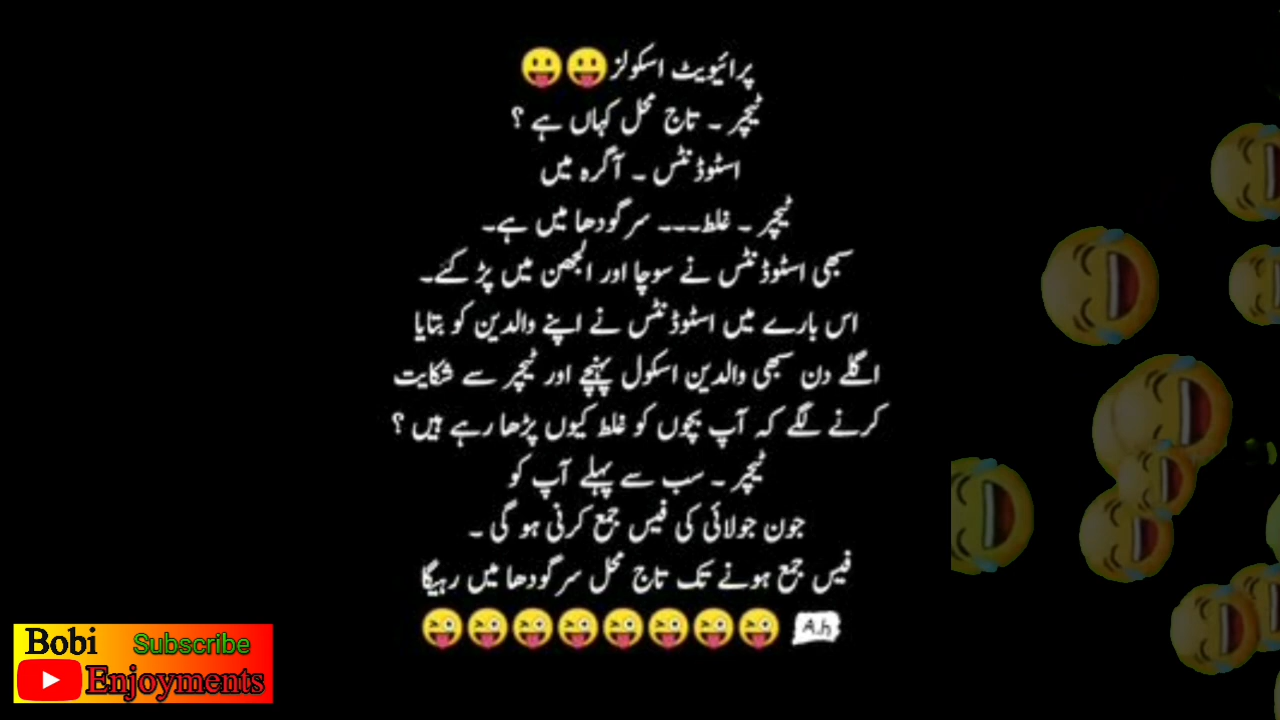 پرائیویٹ اسکولز😛😛
ٹیچر ۔ تاج محل کہاں ہے ؟
اسٹوڈنٹس ۔ آگرہ میں
ٹیچر ۔ غلط۔۔۔ سرگودھا میں ہے۔
سبھی اسٹوڈنٹس نے سوچا اور الجھن میں پڑ گئے۔
اس بارے میں اسٹوڈنٹس نے اپنے والدین کو بتایا
اگلے دن سبھی والدین اسکول پہنچے اور ٹیچر سے شکایت
کرنے لگے کہ آپ بچوں کو غلط کیوں پڑھا رہے ہیں ؟
ٹیچر ۔ سب سے پہلے آپ کو
جون جولائی کی فیس جمع کرنی ہو گی ۔
فیس جمع ہونے تک تاج محل سرگودھا میں رہیگا
😜😜😜😜😜😜😜😜 A.h
Bobi Subscribe
Enjoyments